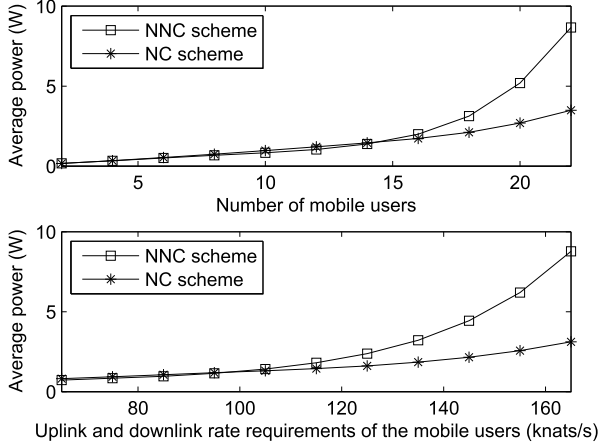 Average power (W)
10
5
0
NNC scheme
NC scheme
5
10
15
20
Number of mobile users
Average power (W)
10
5
0
NNC scheme
NC scheme
80
100
120
140
160
Uplink and downlink rate requirements of the mobile users (knats/s)